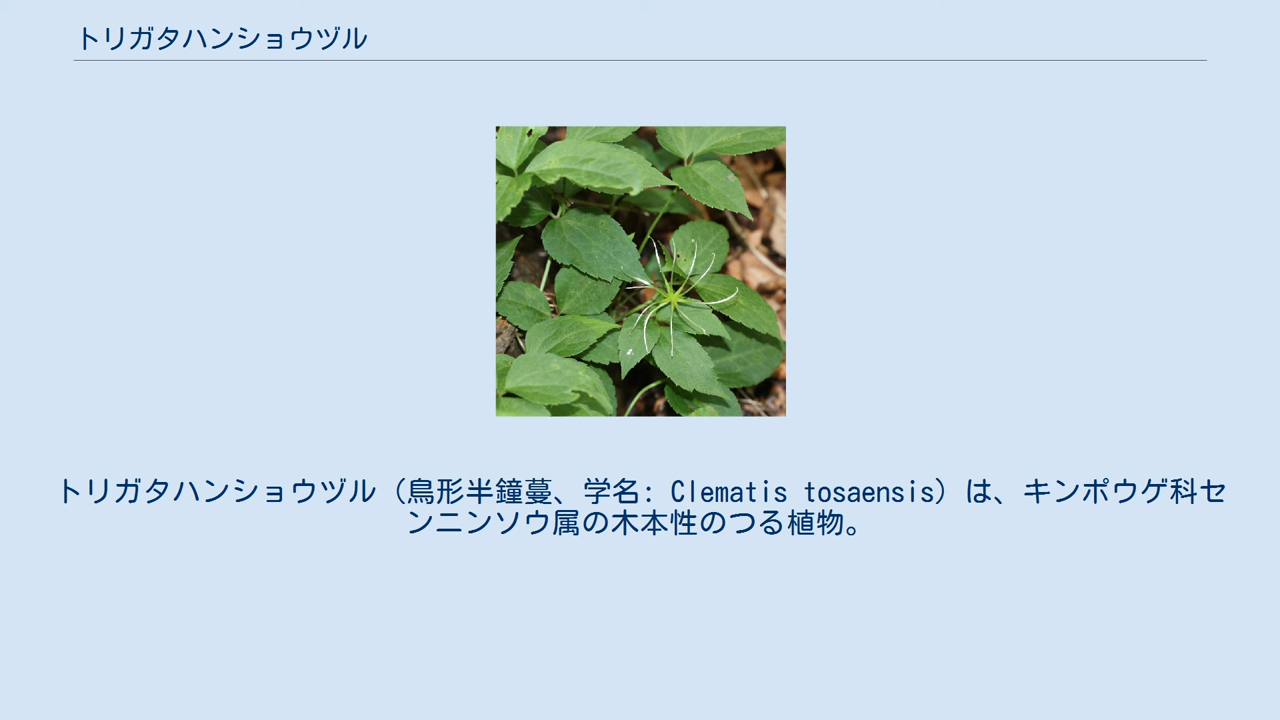 トリガタハンショウヅル
トリガタハンショウヅル（鳥形半鐘蔓、学名: Clematis tosaensis）は、キンポウゲ科セ
ンニンソウ属の木本性のつる植物。